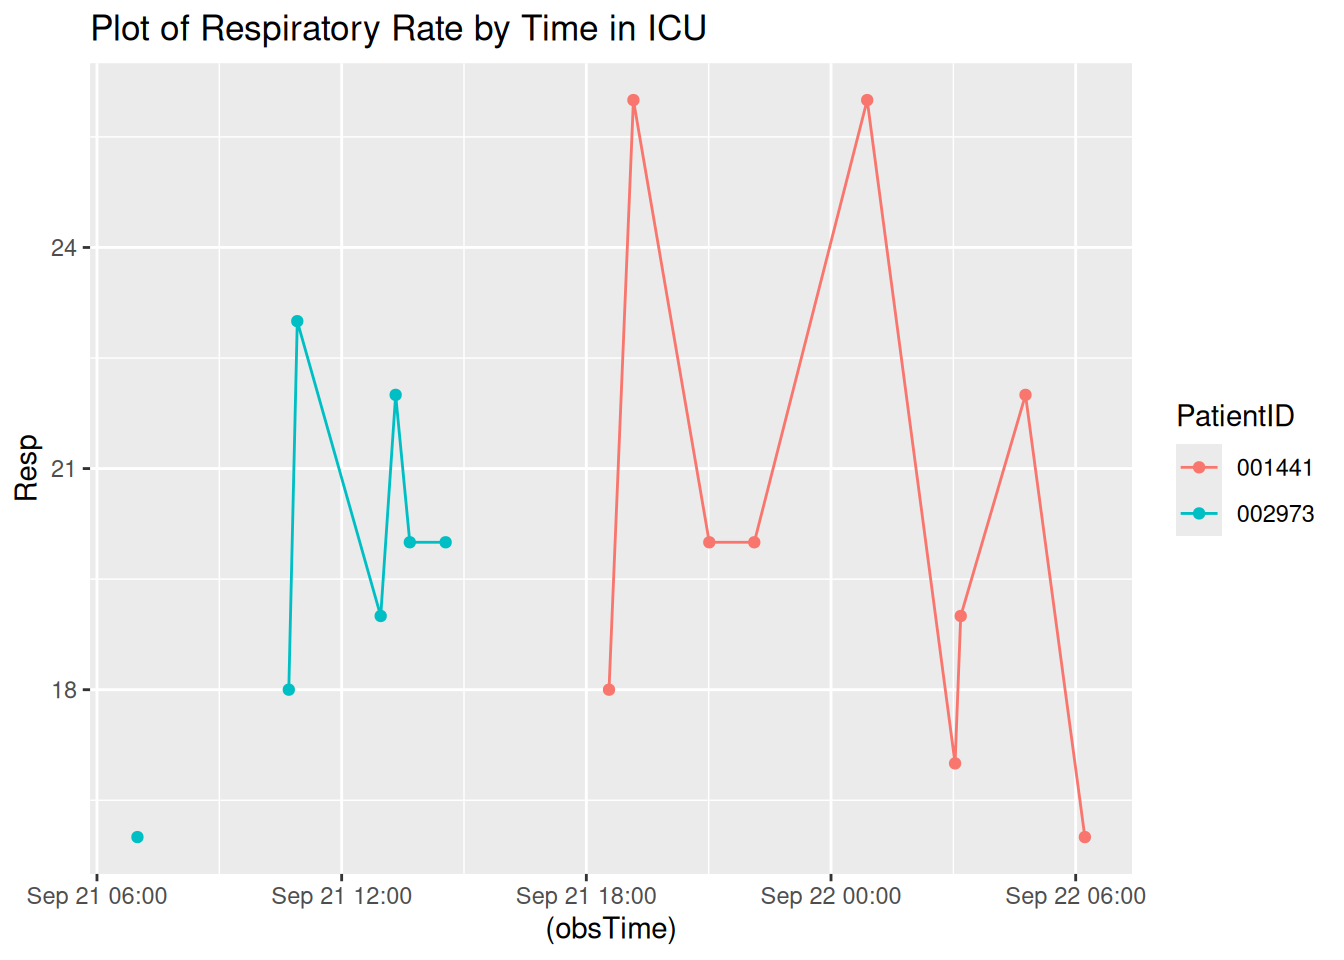 Plot of Respiratory Rate by Time in ICU
Resp
24
21
18
Sep 21 06:00
Sep 21 12:00
Sep 21 18:00
Sep 22 00:00
Sep 22 06:00
(obsTime)
PatientID
001441
002973